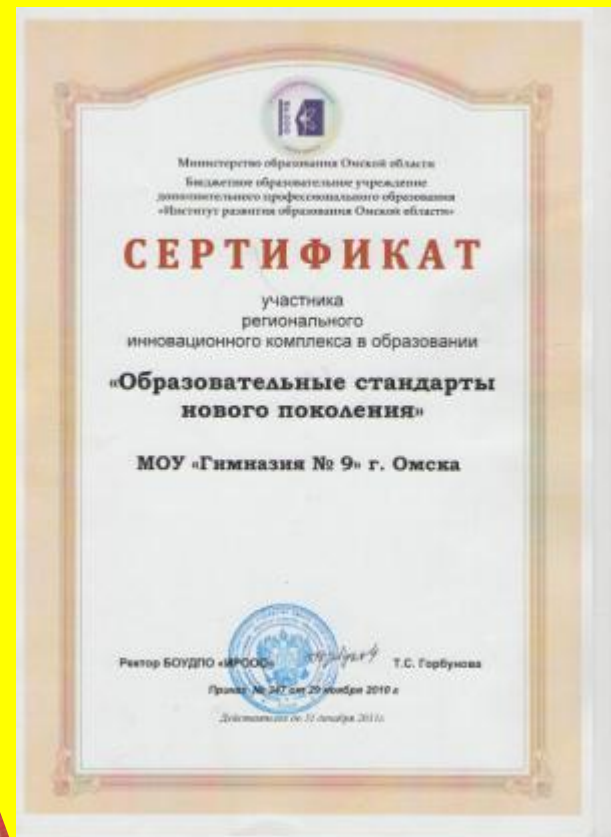 Министерство образования Омской области
Бюджетное образовательное учреждение
дополнительного профессионального образования
«Институт развития образования Омской области»
СЕРТИФИКАТ
участника
регионального
инновационного комплекса в образовании
«Образовательные стандарты
нового поколения»
МОУ «Гимназия № 9» г. Омска
Ректор БОУДПО «ИРООО» Т.С. Горбунова
Приказ № 347 от 29 ноября 2010 г.
Действителен до 31 декабря 2011г.